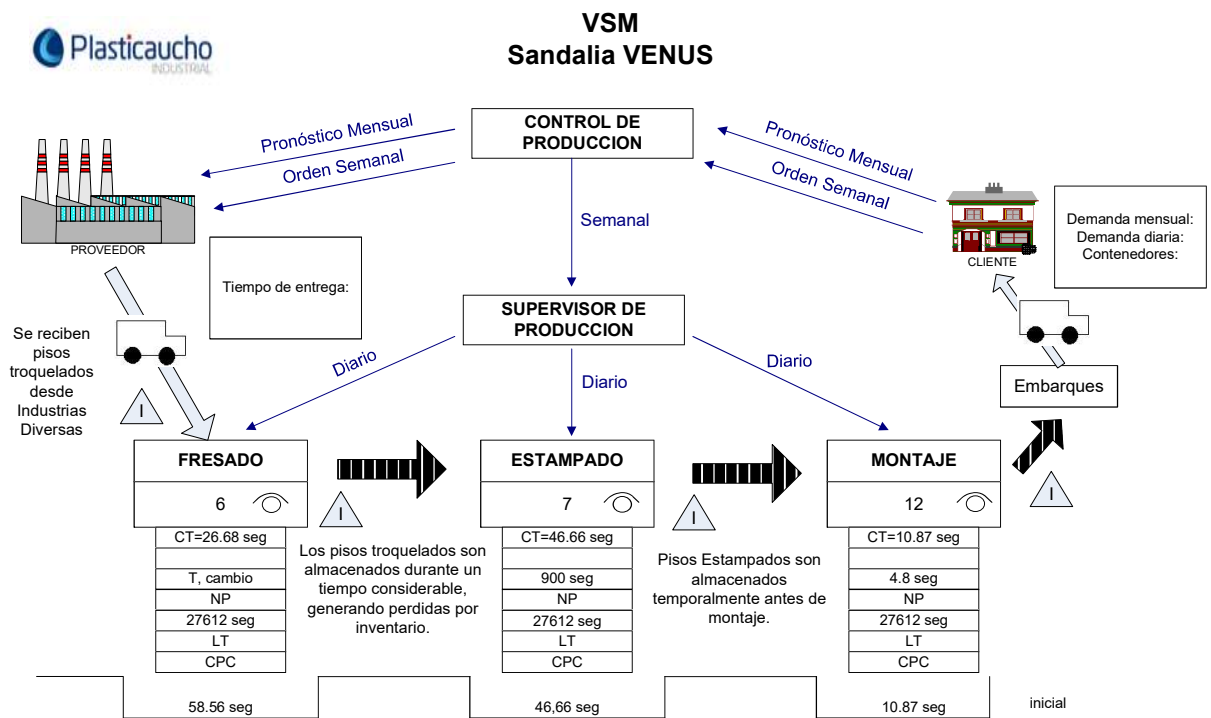 VSM
Sandalia VENUS
Plasticaucho
INDUSTRIAL
CONTROL DE
PRODUCCION
Pronóstico Mensual
Orden Semanal
Pronóstico Mensual
Orden Semanal
Semanal
PROVEEDOR
CLIENTE
Demanda mensual:
Demanda diaria:
Contenedores:
Tiempo de entrega:
SUPERVISOR DE
PRODUCCION
Se reciben
pisos
troquelados
desde
Industrias
Diversas
Diario
Diario
Diario
Embarques
I
FRESADO
6
CT=26.68 seg
T, cambio
NP
27612 seg
LT
CPC
I
Los pisos troquelados son
almacenados durante un
tiempo considerable,
generando perdidas por
inventario.
ESTAMPADO
7
CT=46.66 seg
900 seg
NP
27612 seg
LT
CPC
I
Pisos Estampados son
almacenados
temporalmente antes de
montaje.
MONTAJE
12
CT=10.87 seg
4.8 seg
NP
27612 seg
LT
CPC
I
58.56 seg
46,66 seg
10.87 seg
inicial